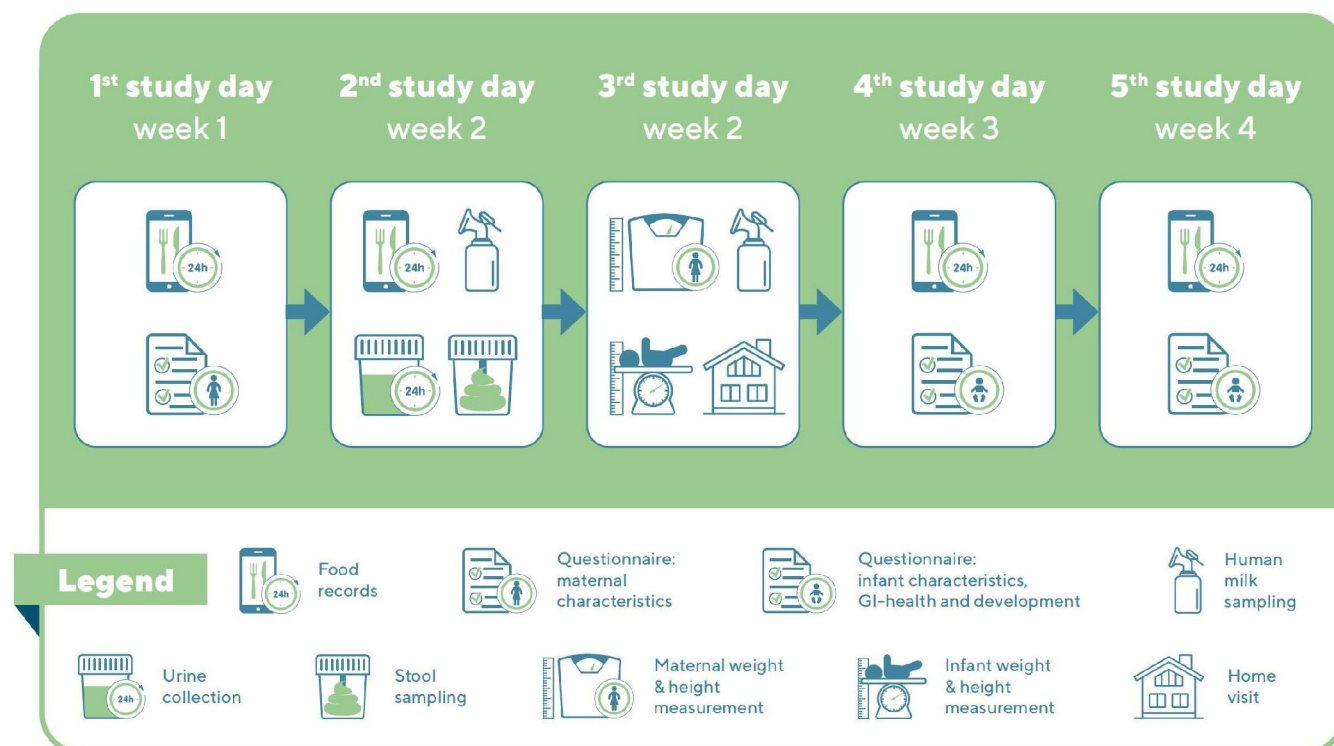 1st study day
week 1
2nd study day
week 2
3rd study day
week 2
4th study day
week 3
5th study day
week 4
24h
24h
24h
24h
24h
Legend
24h
Food
records
Questionnaire:
maternal
characteristics
Questionnaire:
infant characteristics,
GI-health and development
Human
milk
sampling
24h
Urine
collection
Stool
sampling
Maternal weight
& height
measurement
Infant weight
& height
measurement
Home
visit